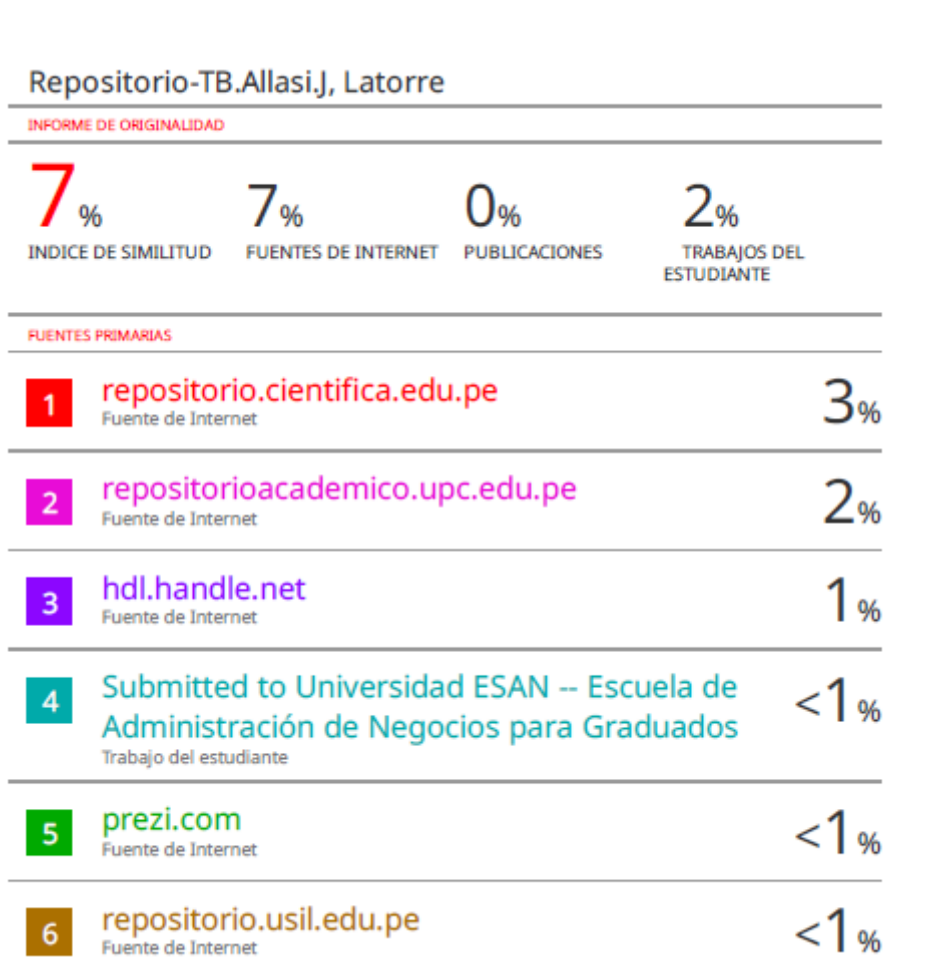 Repositorio-TB.Allasi.J, Latorre
INFORME DE ORIGINALIDAD
7% 7% 0% 2%
INDICE DE SIMILITUD FUENTES DE INTERNET PUBLICACIONES TRABAJOS DEL
ESTUDIANTE
FUENTES PRIMARIAS
1 repositorio.cientifica.edu.pe 3%
Fuente de Internet
2 repositorioacademico.upc.edu.pe 2%
Fuente de Internet
3 hdl.handle.net 1%
Fuente de Internet
4 Submitted to Universidad ESAN -- Escuela de <1%
Administración de Negocios para Graduados
Trabajo del estudiante
5 prezi.com <1%
Fuente de Internet
6 repositorio.usil.edu.pe <1%
Fuente de Internet